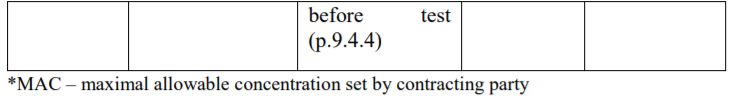 before test
(p.9.4.4)
*MAC – maximal allowable concentration set by contracting party